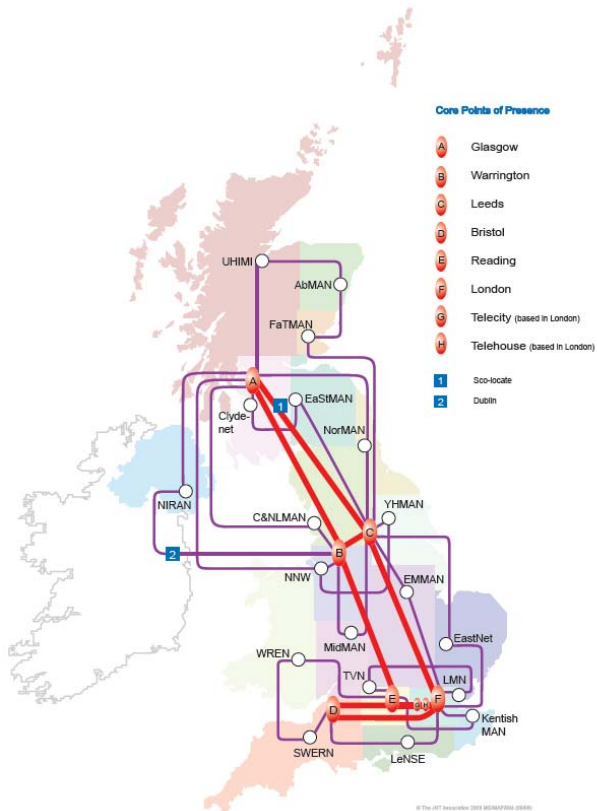 Core Points of Presence
A Glasgow
B Warrington
C Leeds
D Bristol
E Reading
F London
G Telecity (based in London)
H Telehouse (based in London)
1 Sco-locate
2 Dublin
UHIMI
AbMAN
FaTMAN
A
1
EaStMAN
Clyde-
net
NorMAN
NIRAN
C&NLMAN
YHMAN
C
2
B
NNW
EMMAN
MidMAN
EastNet
WREN
TVN
LMN
E
G
H
F
D
Kentish
MAN
SWERN
LeNSE